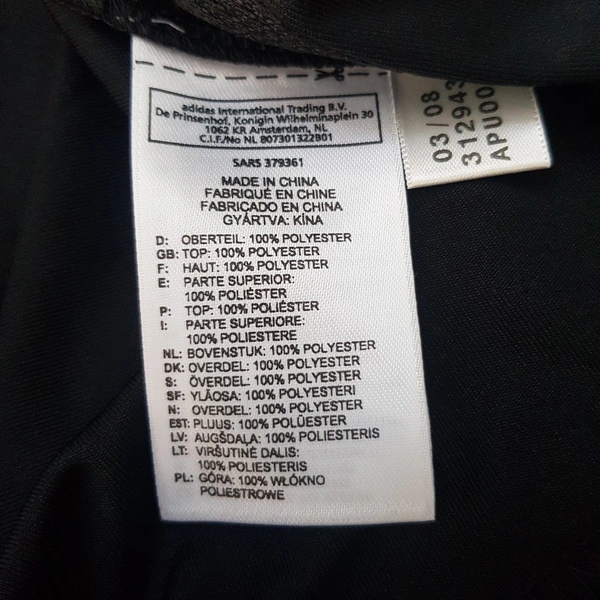 adidas International Trading B.V.
De Prinsenhof, Konigin Wilhelminaplein 30
1062 KR Amsterdam, NL
C.I.F./No NL 807301322B01
SARS 379361
MADE IN CHINA
FABRIQUÉ EN CHINE
FABRICADO EN CHINA
GYÁRTVA: KÍNA
D: OBERTEIL: 100% POLYESTER
GB: TOP: 100% POLYESTER
F: HAUT: 100% POLYESTER
E: PARTE SUPERIOR:
100% POLIÉSTER
P: TOP: 100% POLIÉSTER
I: PARTE SUPERIORE:
100% POLIESTERE
NL: BOVENSTUK: 100% POLYESTER
DK: OVERDEL: 100% POLYESTER
S: ÖVERDEL: 100% POLYESTER
SF: YLÄOSA: 100% POLYESTERI
N: OVERDEL: 100% POLYESTER
EST: PLUUS: 100% POLÜESTER
LV: AUGŠDAĻA: 100% POLIESTERIS
LT: VIRŠUTINĖ DALIS:
100% POLIESTERIS
PL: GÓRA: 100% WŁÓKNO
POLIESTROWE
03/08
312943
APU00